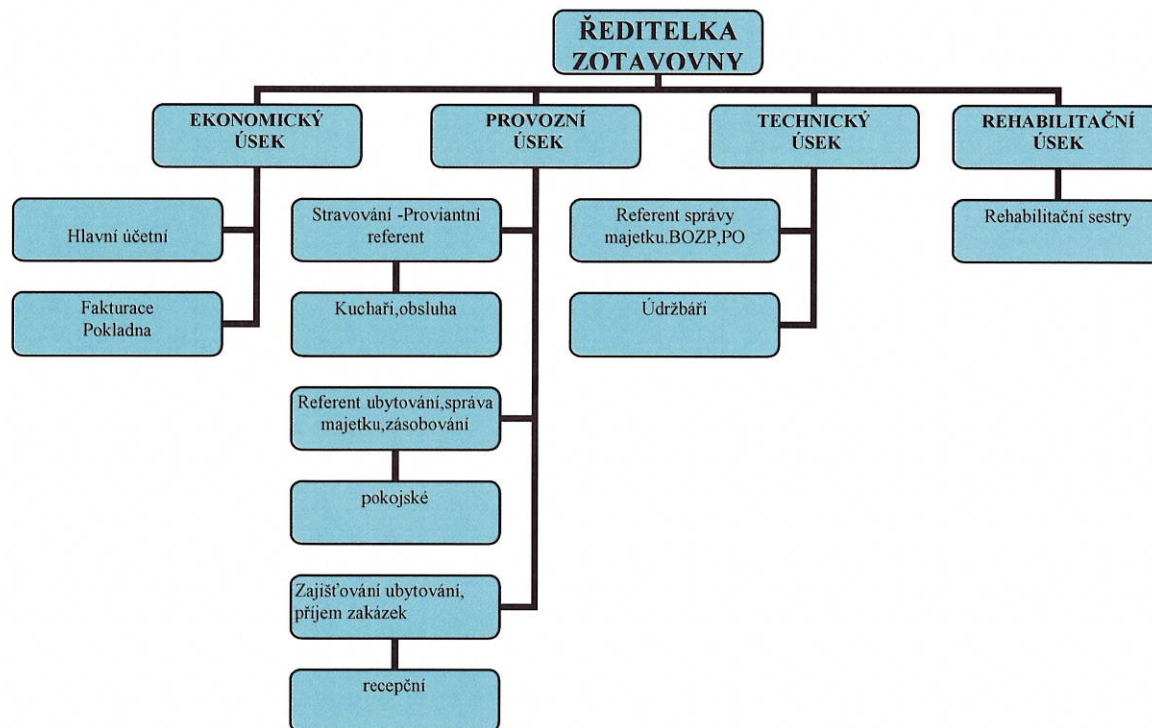 ŘEDITELKA
ZOTAVOVNY
EKONOMICKÝ
ÚSEK
PROVOZNÍ
ÚSEK
TECHNICKÝ
ÚSEK
REHABILITAČNÍ
ÚSEK
Hlavní účetní
Fakturace
Pokladna
Stravování -Proviantní
referent
Kuchaři,obsluha
Referent ubytování,správa
majetku,zásobování
pokojské
Zajišťování ubytování,
příjem zakázek
recepční
Referent správy
majetku.BOZP,PO
Údržbáři
Rehabilitační sestry